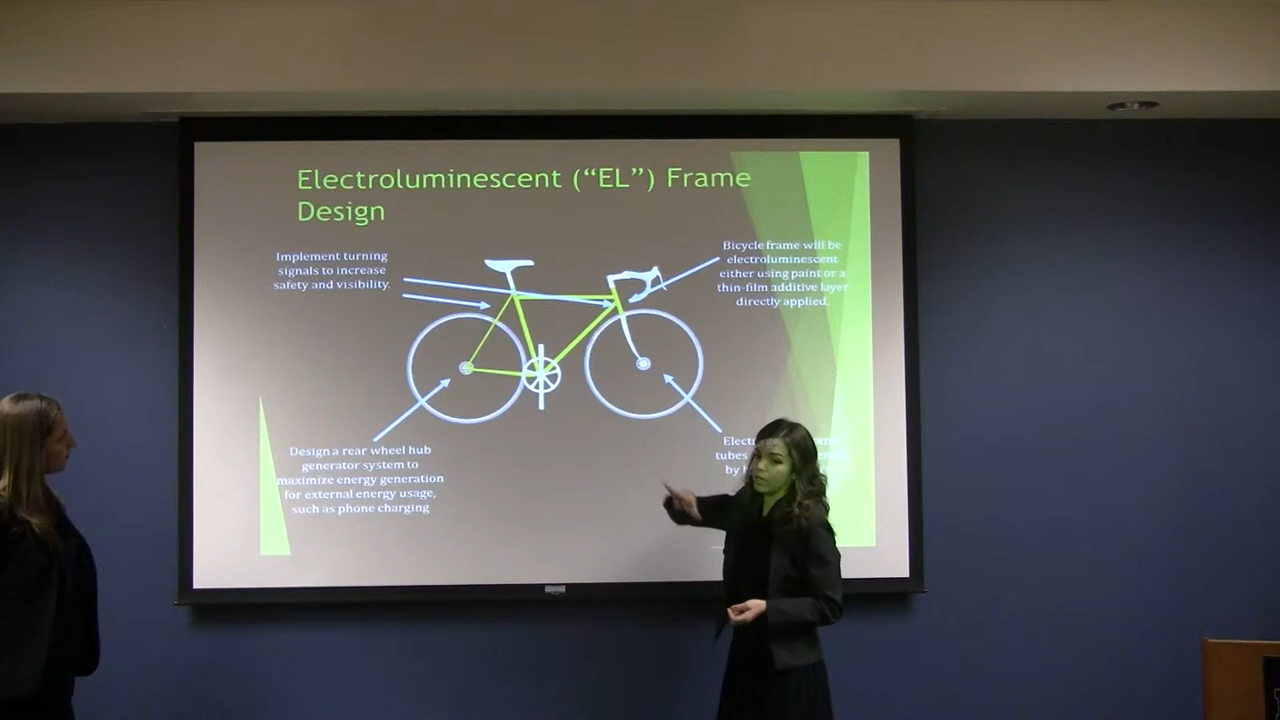 Electroluminescent (“EL”) Frame
Design
Implement turning
signals to increase
safety and visibility.
Bicycle frame will be
electroluminescent
either using paint or a
thin-film additive layer
directly applied.
Design a rear wheel hub
generator system to
maximize energy generation
for external energy usage,
such as phone charging
tubes
by